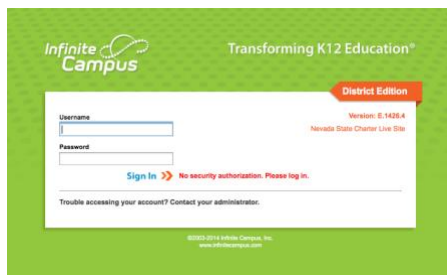 Infinite
Campus
Transforming K12 Education®
District Edition
Username
Version: E.1426.4
Nevada State Charter Live Site
Password
Sign In No security authorization. Please log in.
Trouble accessing your account? Contact your administrator.
©2003-2014 Infinite Campus, Inc.
www.infinitecampus.com